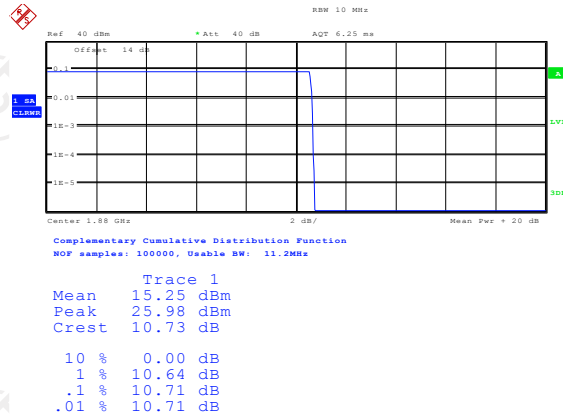 RBW 10 MHz
Ref 40 dBm * Att 40 dB AQT 6.25 ms
Offset 14 dB
0.1
A
0.01
1 SA
CLRWR
1E-3
1E-4
1E-5
Center 1.88 GHz 2 dB/ Mean Pwr + 20 dB
Complementary Cumulative Distribution Function
NOF samples: 100000, Usable BW: 11.2MHz
Trace 1
Mean 15.25 dBm
Peak 25.98 dBm
Crest 10.73 dB
10 % 0.00 dB
1 % 10.64 dB
.1 % 10.71 dB
.01 % 10.71 dB